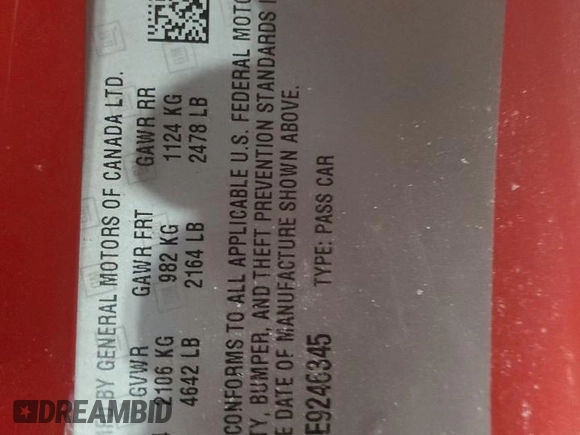 BY GENERAL MOTORS OF CANADA LTD.
GVWR GAWR FRT GAWR RR
2106 KG 982 KG 1124 KG
4642 LB 2164 LB 2478 LB
CONFORMS TO ALL APPLICABLE U.S. FEDERAL MOTO
TY, BUMPER, AND THEFT PREVENTION STANDARDS I
E DATE OF MANUFACTURE SHOWN ABOVE.
E9246345 TYPE: PASS CAR
DREAMBID